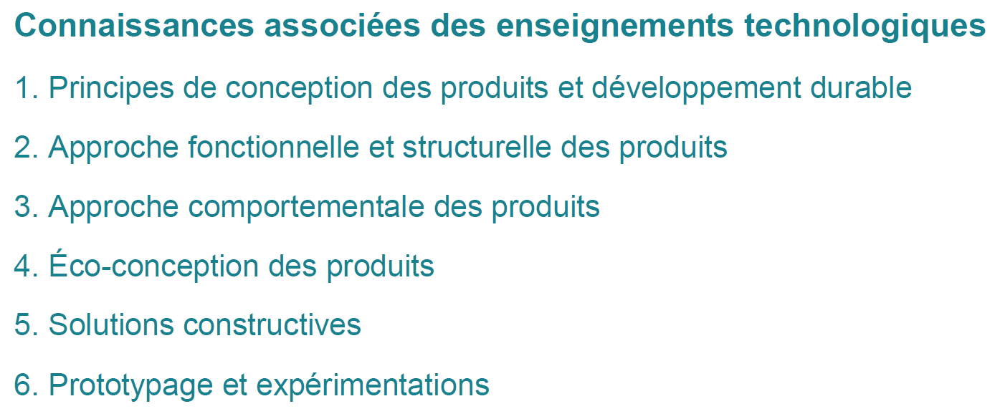 Connaissances associées des enseignements technologiques
1. Principes de conception des produits et développement durable
2. Approche fonctionnelle et structurelle des produits
3. Approche comportementale des produits
4. Éco-conception des produits
5. Solutions constructives
6. Prototypage et expérimentations